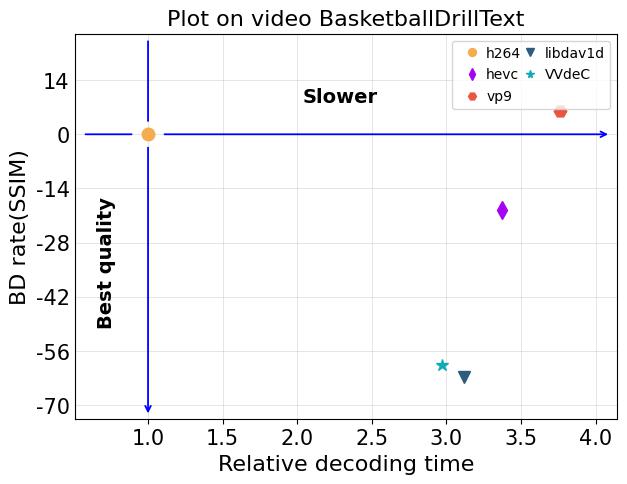 Plot on video BasketballDrillText
h264
hevc
vp9
libdav1d
VVdeC
Slower
Best quality
BD rate(SSIM)
14
0
-14
-28
-42
-56
-70
1.0 1.5 2.0 2.5 3.0 3.5 4.0
Relative decoding time